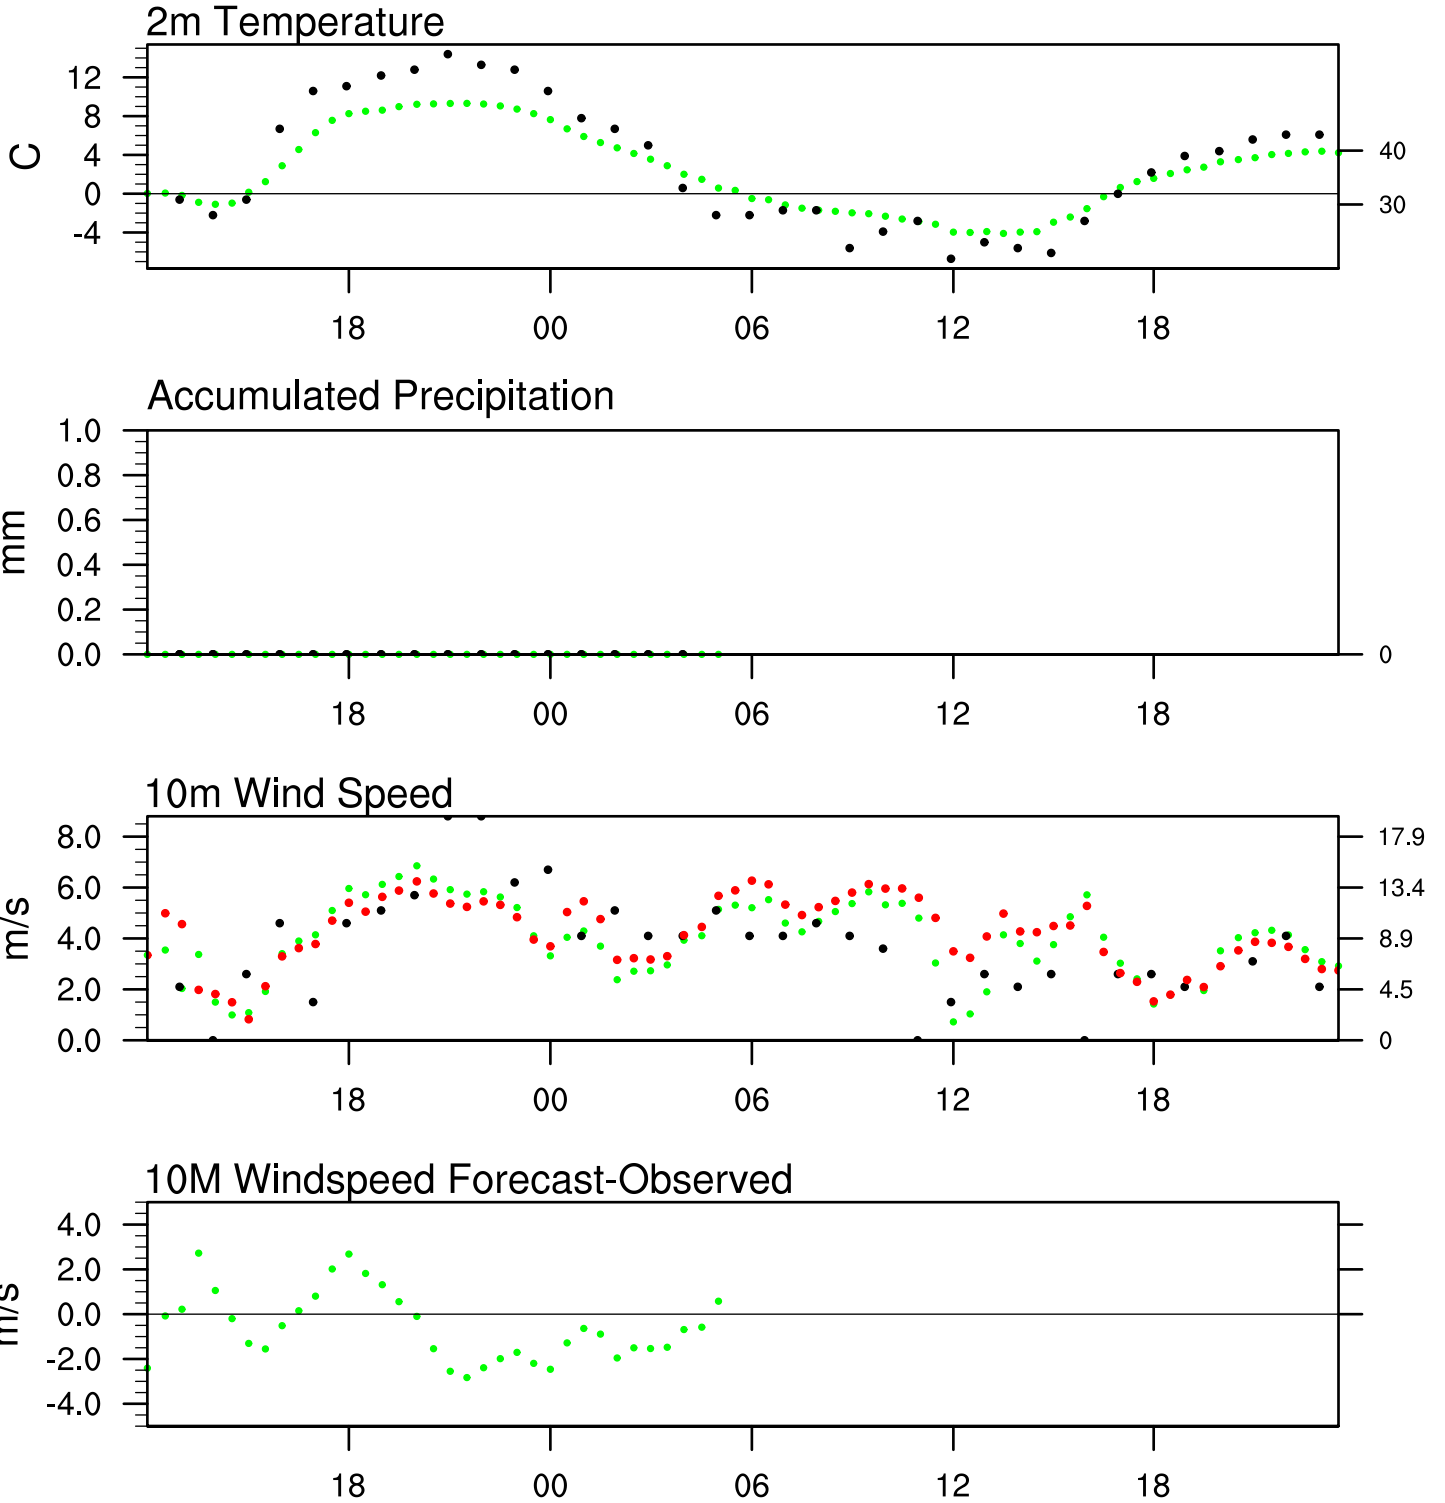 2m Temperature
12
8
4
0
-4
C
40
30
18 00 06 12 18
Accumulated Precipitation
1.0
0.8
0.6
0.4
0.2
0.0
mm
0
18 00 06 12 18
10m Wind Speed
8.0
6.0
4.0
2.0
0.0
m/s
17.9
13.4
8.9
4.5
0
18 00 06 12 18
10M Windspeed Forecast-Observed
4.0
2.0
0.0
-2.0
-4.0
m/s
18 00 06 12 18